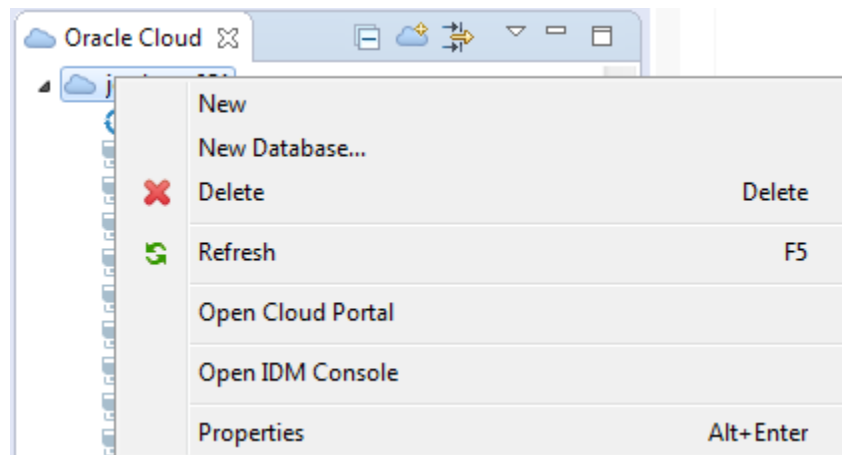 Oracle Cloud
New
New Database...
Delete Delete
Refresh F5
Open Cloud Portal
Open IDM Console
Properties Alt+Enter